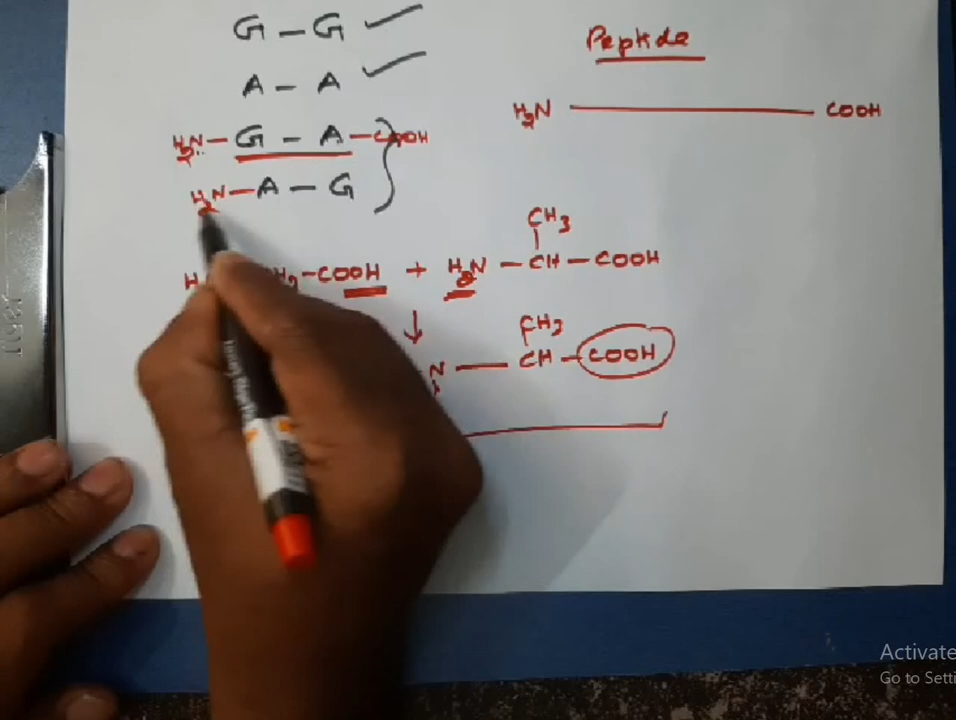 G - G
A - A
H2N - G - A - COOH
H2N - A - G
Peptide
H2N COOH
CH3
H - COOH + H2N - CH - COOH
CH3
N - CH - COOH
Activate
Go to Setti